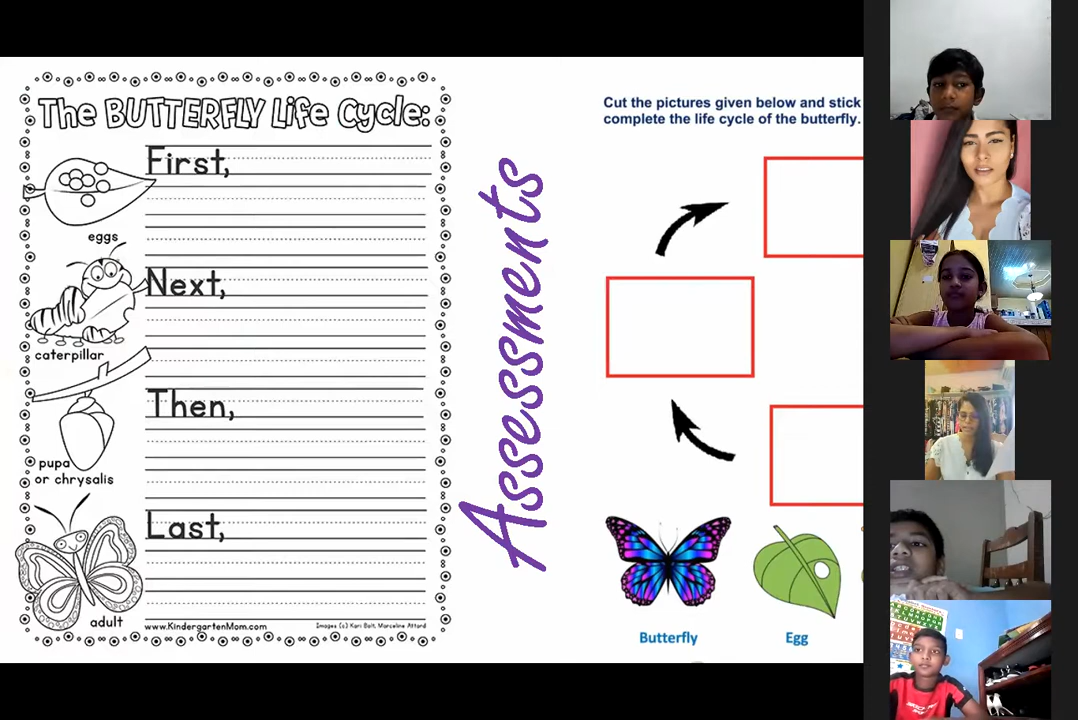 The BUTTERFLY Life Cycle:
First,
eggs
Next,
caterpillar
Then,
pupa
or chrysalis
Last,
adult
www.KindergartenMom.com
Images (c) Kari Bolt, Marceline Attard
Assessments
Cut the pictures given below and stick
complete the life cycle of the butterfly.
Butterfly
Egg